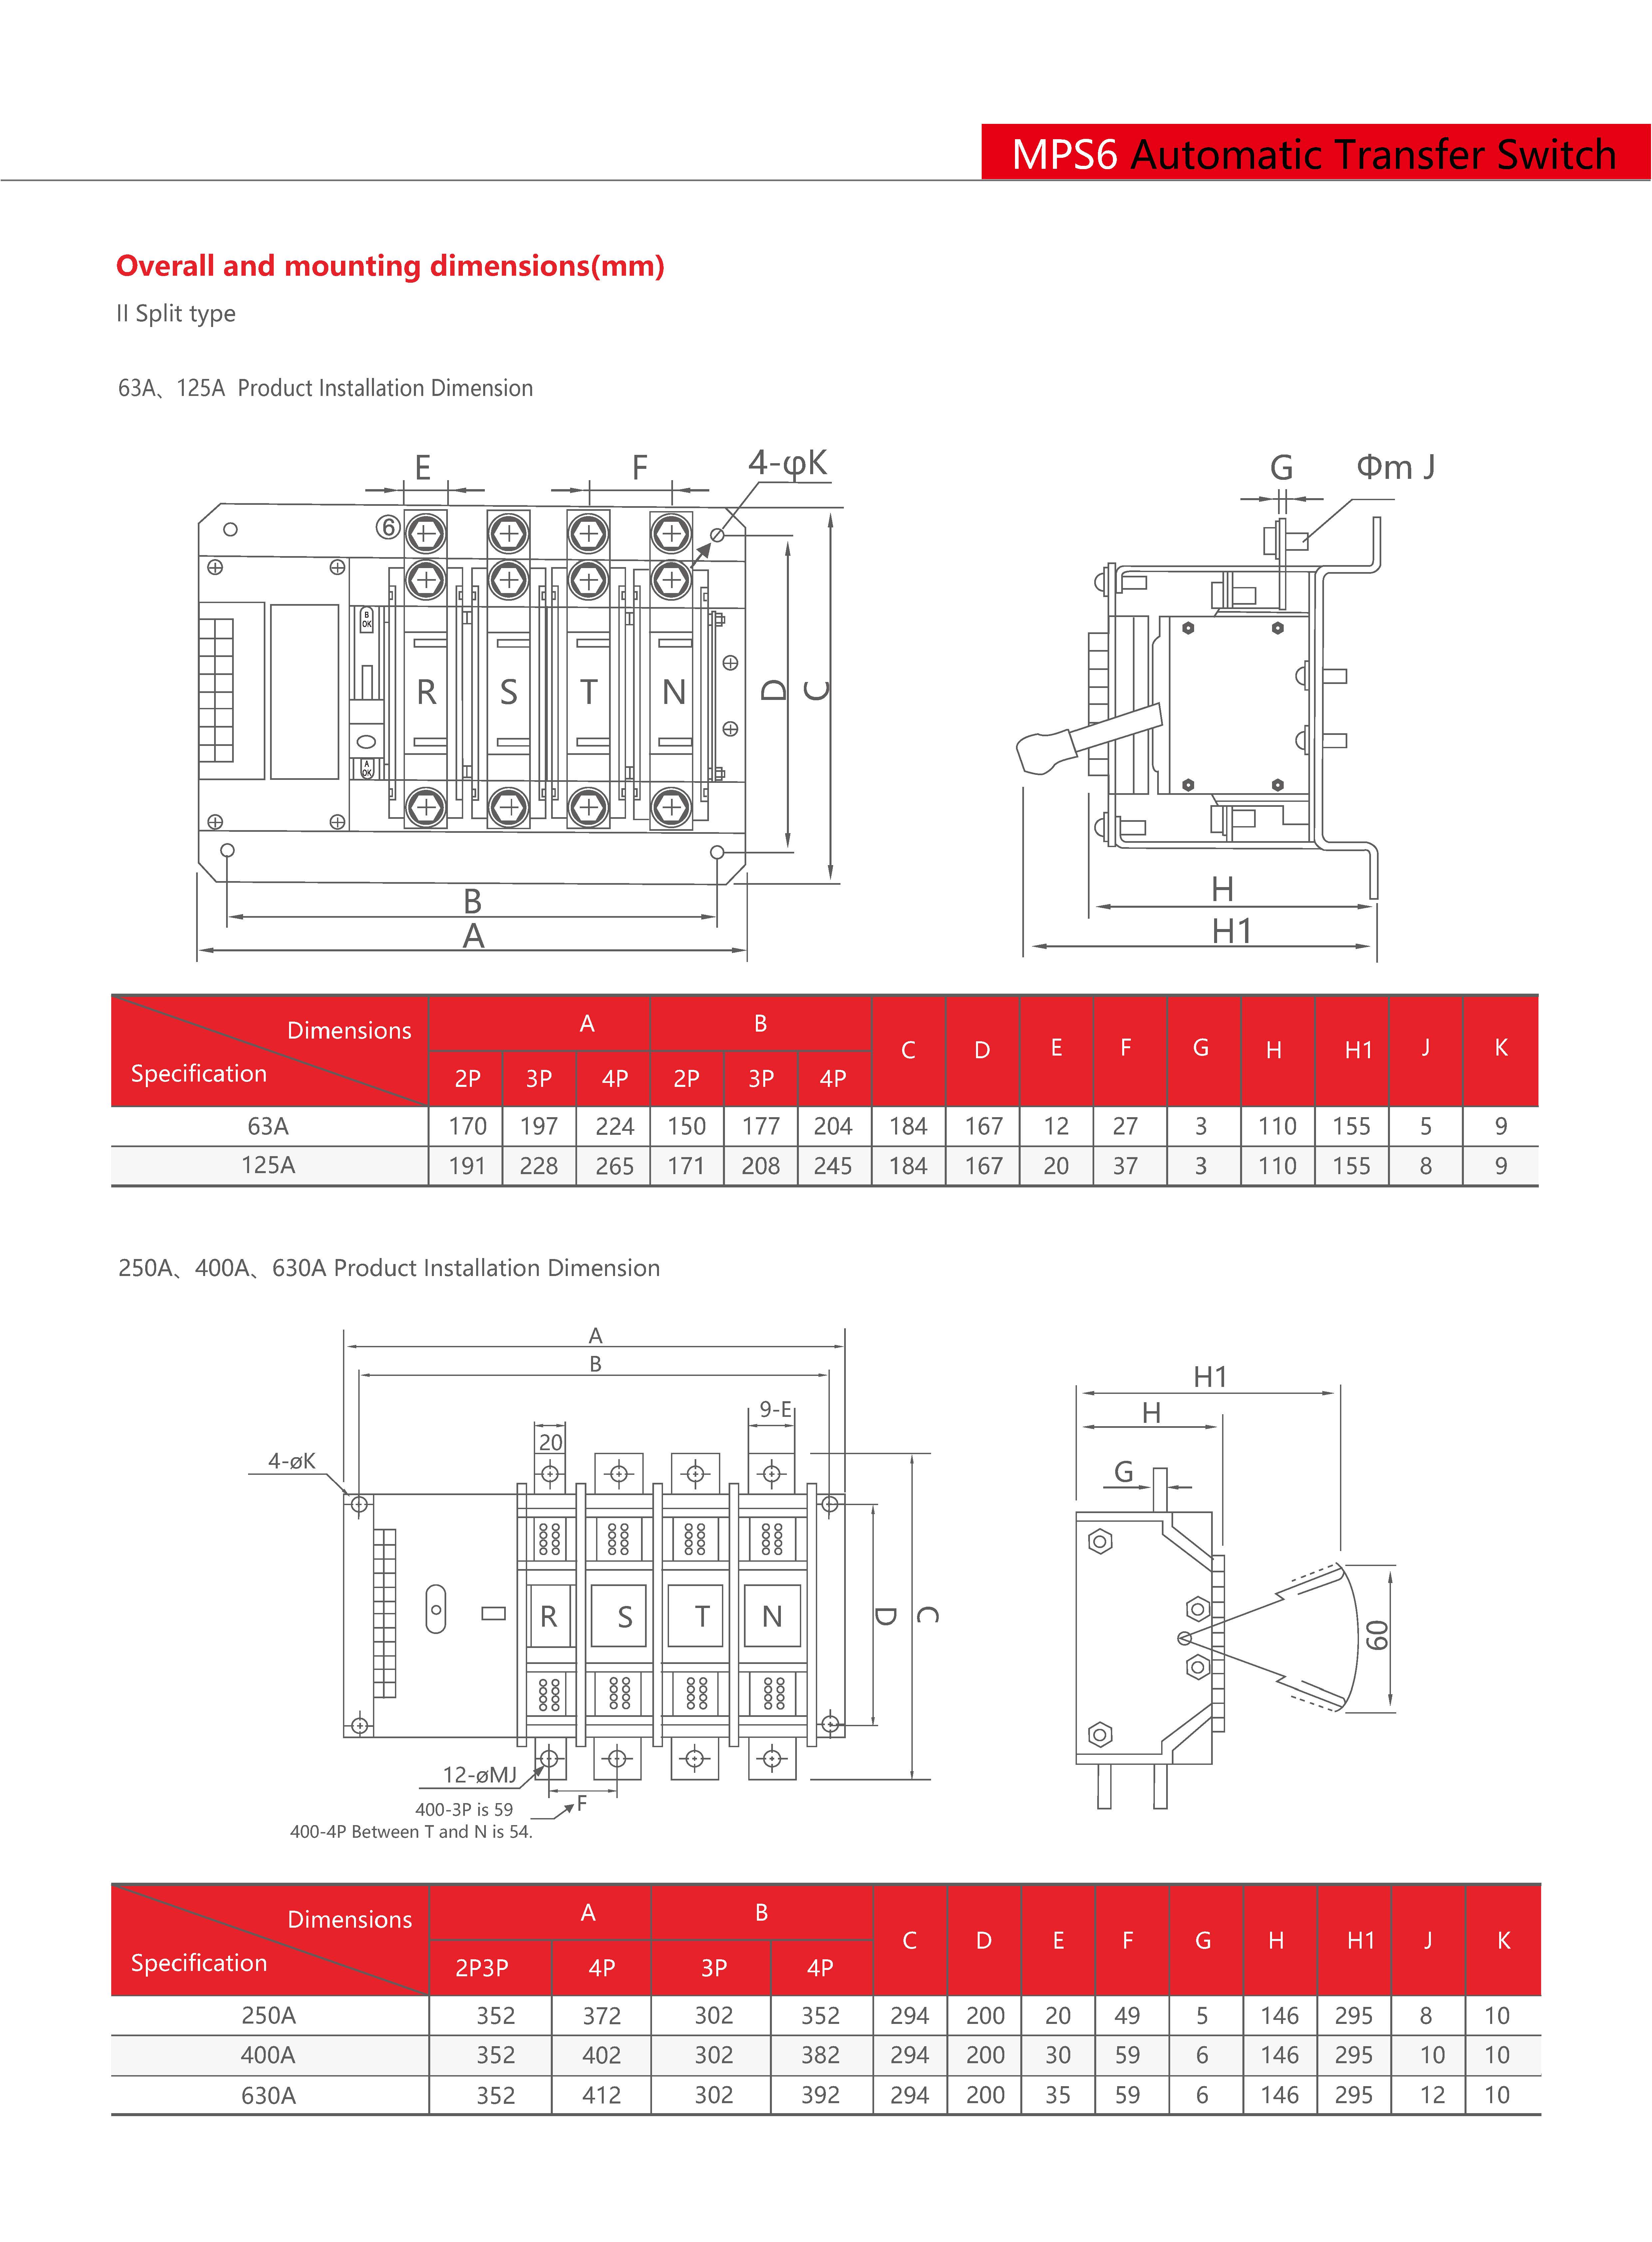 MPS6 Automatic Transfer Switch
Overall and mounting dimensions(mm)
II Split type
63A、125A Product Installation Dimension
E F 4-φK G Φm J
⑥
B OK
R S T N D C
A OK
B H
A H1
Dimensions A B C D E F G H H1 J K
Specification 2P 3P 4P 2P 3P 4P
63A 170 197 224 150 177 204 184 167 12 27 3 110 155 5 9
125A 191 228 265 171 208 245 184 167 20 37 3 110 155 8 9
250A、400A、630A Product Installation Dimension
A
B H1
9-E H
20
4-øK G
R S T N D C 60
12-øMJ
400-3P is 59 F
400-4P Between T and N is 54.
Dimensions A B C D E F G H H1 J K
Specification 2P3P 4P 3P 4P
250A 352 372 302 352 294 200 20 49 5 146 295 8 10
400A 352 402 302 382 294 200 30 59 6 146 295 10 10
630A 352 412 302 392 294 200 35 59 6 146 295 12 10